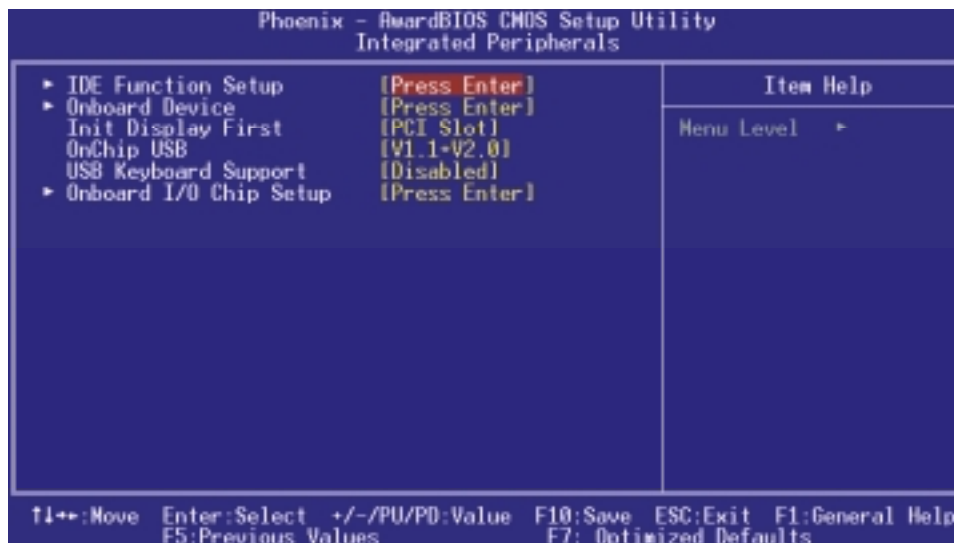 Phoenix - AwardBIOS CMOS Setup Utility
Integrated Peripherals
► IDE Function Setup [Press Enter]
► Onboard Device [Press Enter]
Init Display First [PCI Slot]
OnChip USB [V1.1+V2.0]
USB Keyboard Support [Disabled]
► Onboard I/O Chip Setup [Press Enter]
Item Help
Menu Level ►
↑↓→←:Move Enter:Select +/-/PU/PD:Value F10:Save ESC:Exit F1:General Help
F5:Previous Values F7: Optimized Defaults